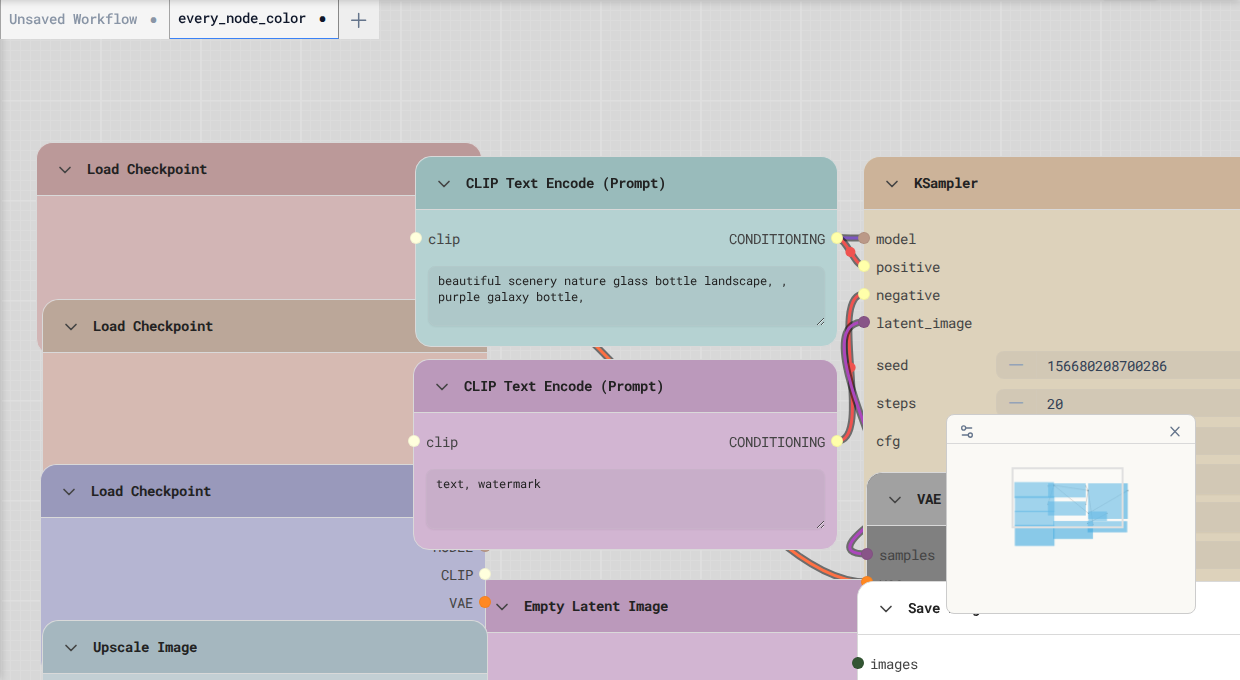 Unsaved Workflow
every_node_color
Load Checkpoint
CLIP Text Encode (Prompt)
clip
CONDITIONING
beautiful scenery nature glass bottle landscape, ,
purple galaxy bottle,
KSampler
model
positive
negative
latent_image
seed
156680208700286
steps
20
cfg
Load Checkpoint
CLIP Text Encode (Prompt)
clip
CONDITIONING
text, watermark
Load Checkpoint
MODEL
CLIP
VAE
VAE
samples
Empty Latent Image
Save
images
Upscale Image